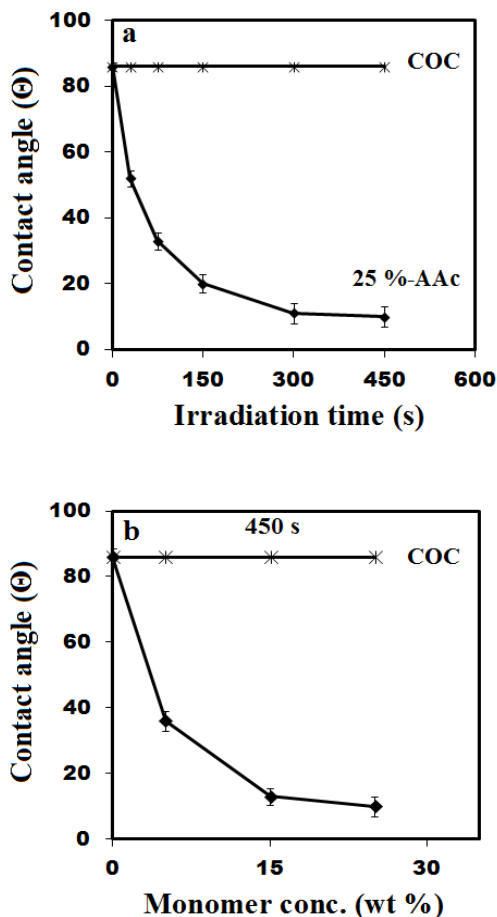 100
a
COC
80
60
40
25 %-AAc
20
0
0 150 300 450 600
Contact angle (Θ)
Irradiation time (s)
100
b
450 s
COC
80
60
40
20
0
0 15 30
Contact angle (Θ)
Monomer conc. (wt %)